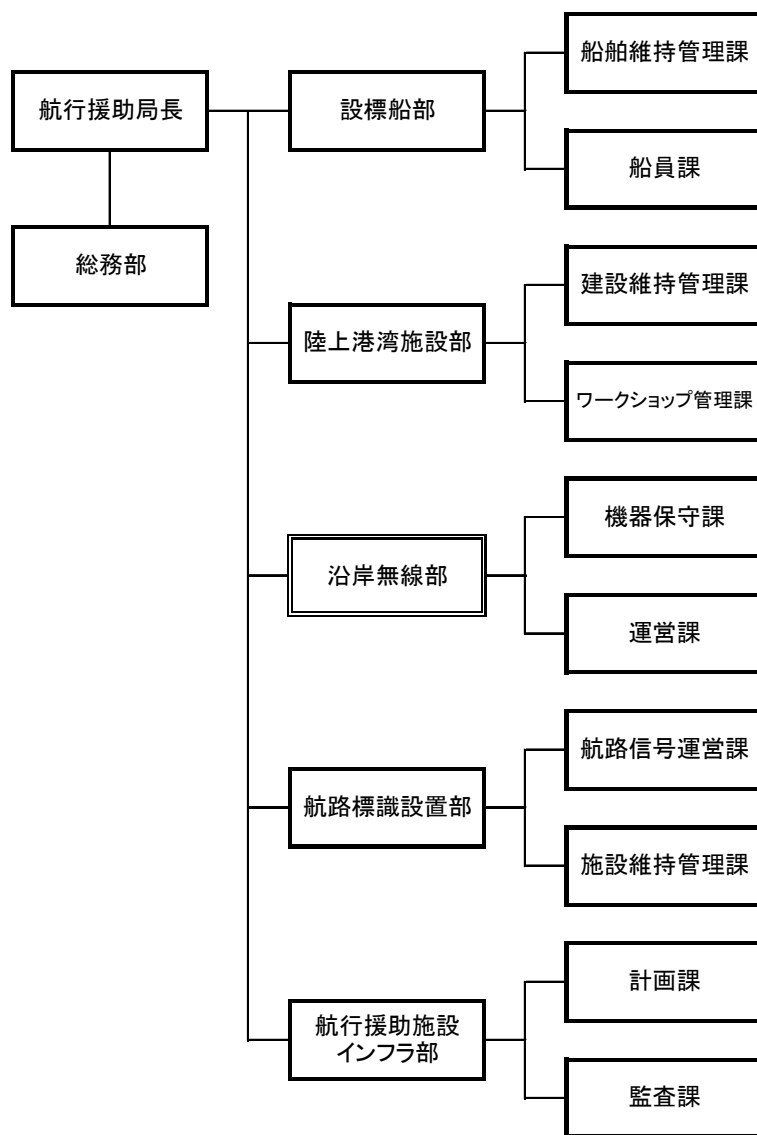 航行援助局長
総務部
設標船部
船舶維持管理課
船員課
陸上港湾施設部
建設維持管理課
ワークショップ管理課
沿岸無線部
機器保守課
運営課
航路標識設置部
航路信号運営課
施設維持管理課
航行援助施設
インフラ部
計画課
監査課